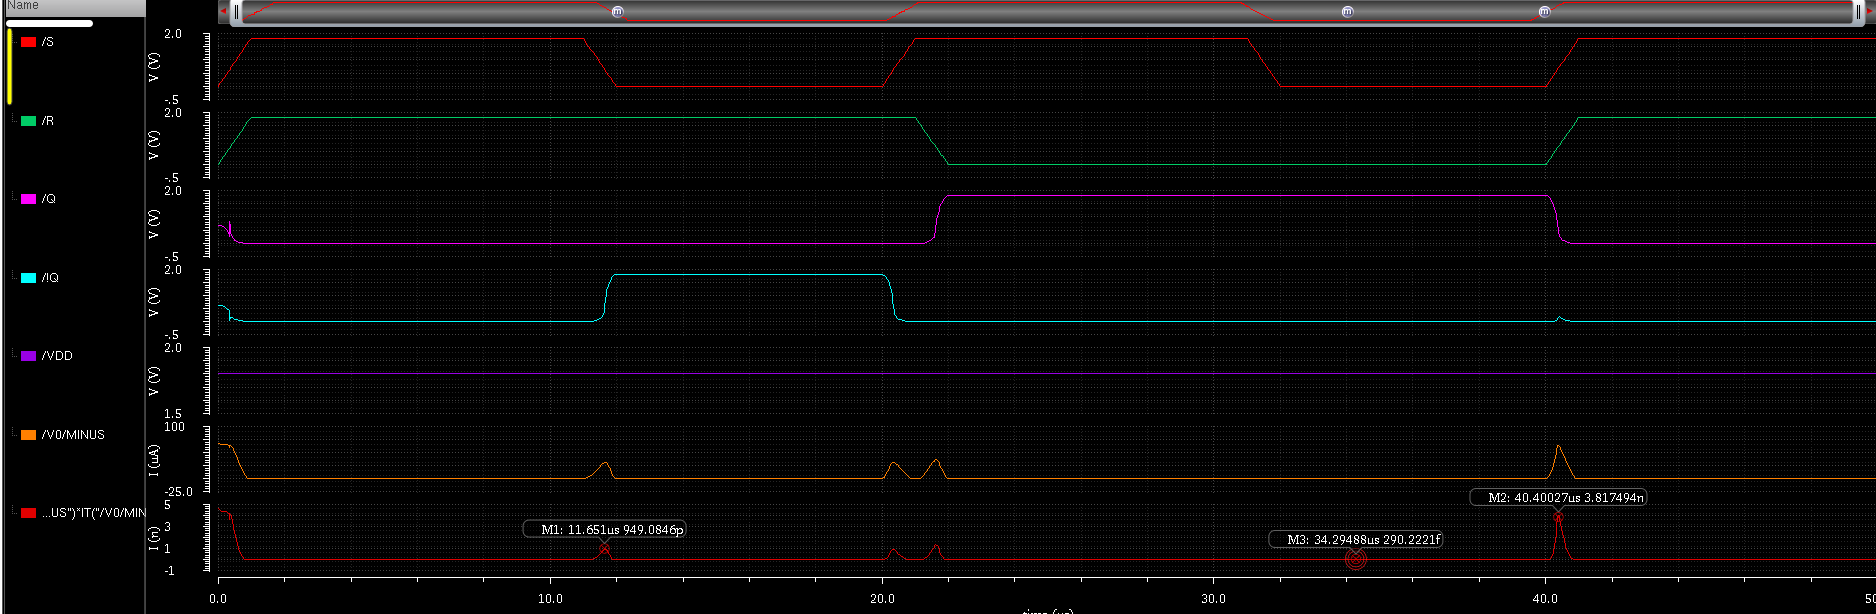 Name
m m m
/S
V (V)
2.0
-.5
/R
V (V)
2.0
-.5
/Q
V (V)
2.0
-.5
/IQ
V (V)
2.0
-.5
/VDD
V (V)
2.0
1.5
/V0/MINUS
I (uA)
100
-25.0
...US")*IT("/V0/MIN
I (n)
5
3
1
-1
M1: 11.651us 949.0846p
M3: 34.29488us 290.2221f
M2: 40.40027us 3.817494n
0.0 10.0 20.0 30.0 40.0 50
time (us)